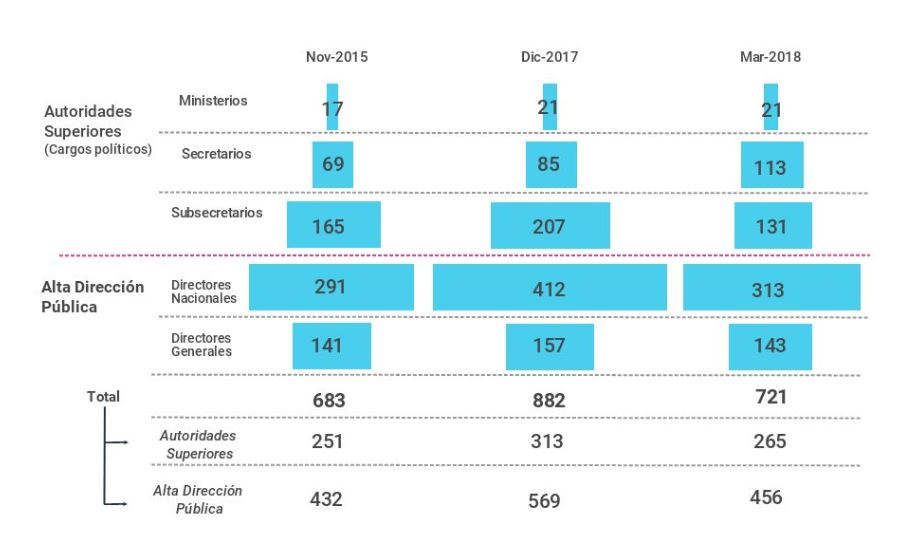 Nov-2015 Dic-2017 Mar-2018
Autoridades
Superiores
(Cargos políticos)
Ministerios 17 21 21
Secretarios 69 85 113
Subsecretarios 165 207 131
Alta Dirección
Pública
Directores
Nacionales
291 412 313
Directores
Generales
141 157 143
Total 683 882 721
Autoridades
Superiores
251 313 265
Alta Dirección
Pública
432 569 456